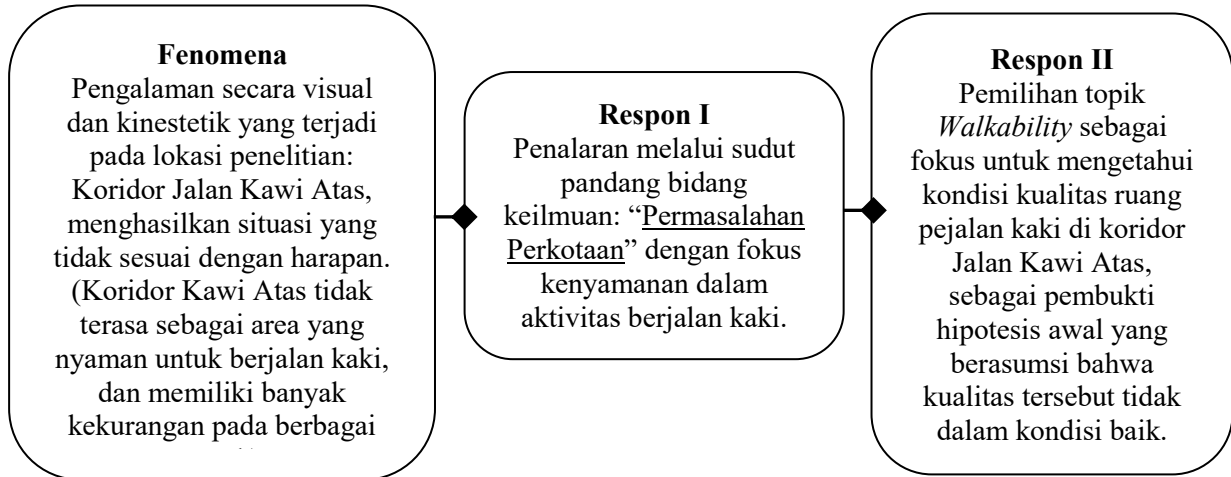 Fenomena
Pengalaman secara visual
dan kinestetik yang terjadi
pada lokasi penelitian:
Koridor Jalan Kawi Atas,
menghasilkan situasi yang
tidak sesuai dengan harapan.
(Koridor Kawi Atas tidak
terasa sebagai area yang
nyaman untuk berjalan kaki,
dan memiliki banyak
kekurangan pada berbagai
Respon I
Penalaran melalui sudut
pandang bidang
keilmuan: “Permasalahan
Perkotaan” dengan fokus
kenyamanan dalam
aktivitas berjalan kaki.
Respon II
Pemilihan topik
Walkability sebagai
fokus untuk mengetahui
kondisi kualitas ruang
pejalan kaki di koridor
Jalan Kawi Atas,
sebagai pembukti
hipotesis awal yang
berasumsi bahwa
kualitas tersebut tidak
dalam kondisi baik.